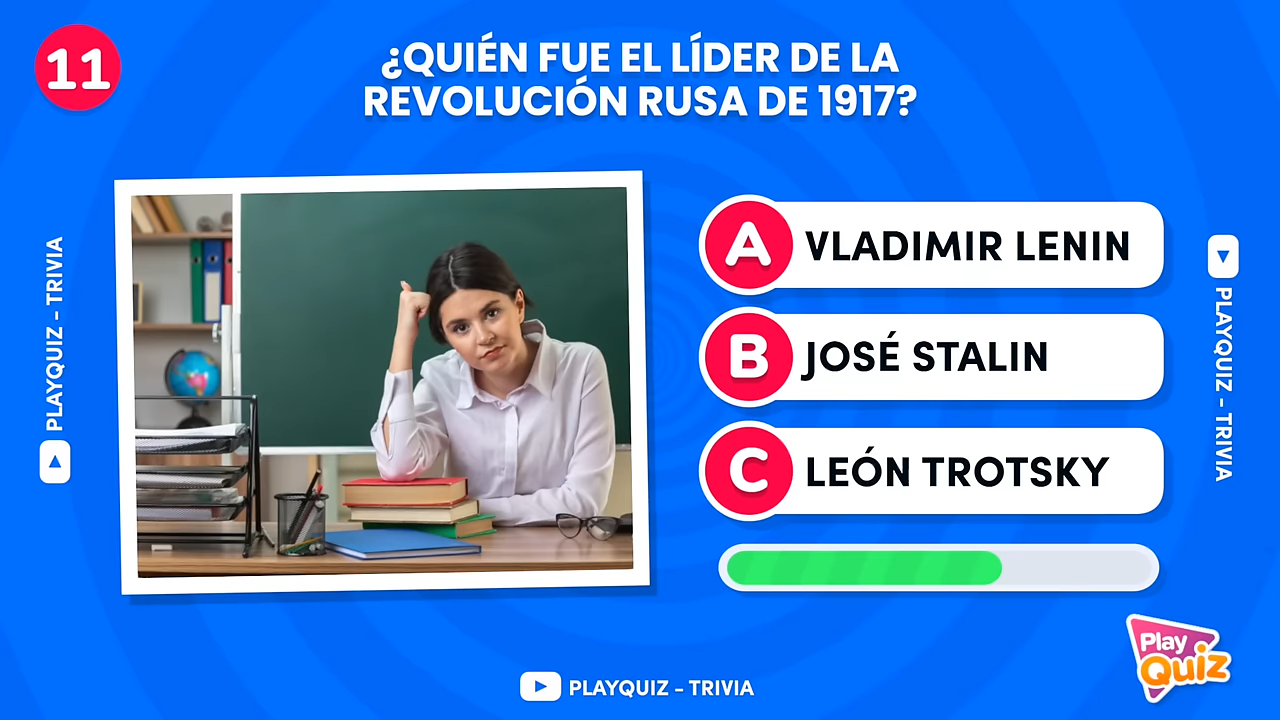 11
¿QUIÉN FUE EL LÍDER DE LA
REVOLUCIÓN RUSA DE 1917?
PLAYQUIZ - TRIVIA
A VLADIMIR LENIN
B JOSÉ STALIN
C LEÓN TROTSKY
PLAYQUIZ - TRIVIA
Play
Quiz
PLAYQUIZ - TRIVIA